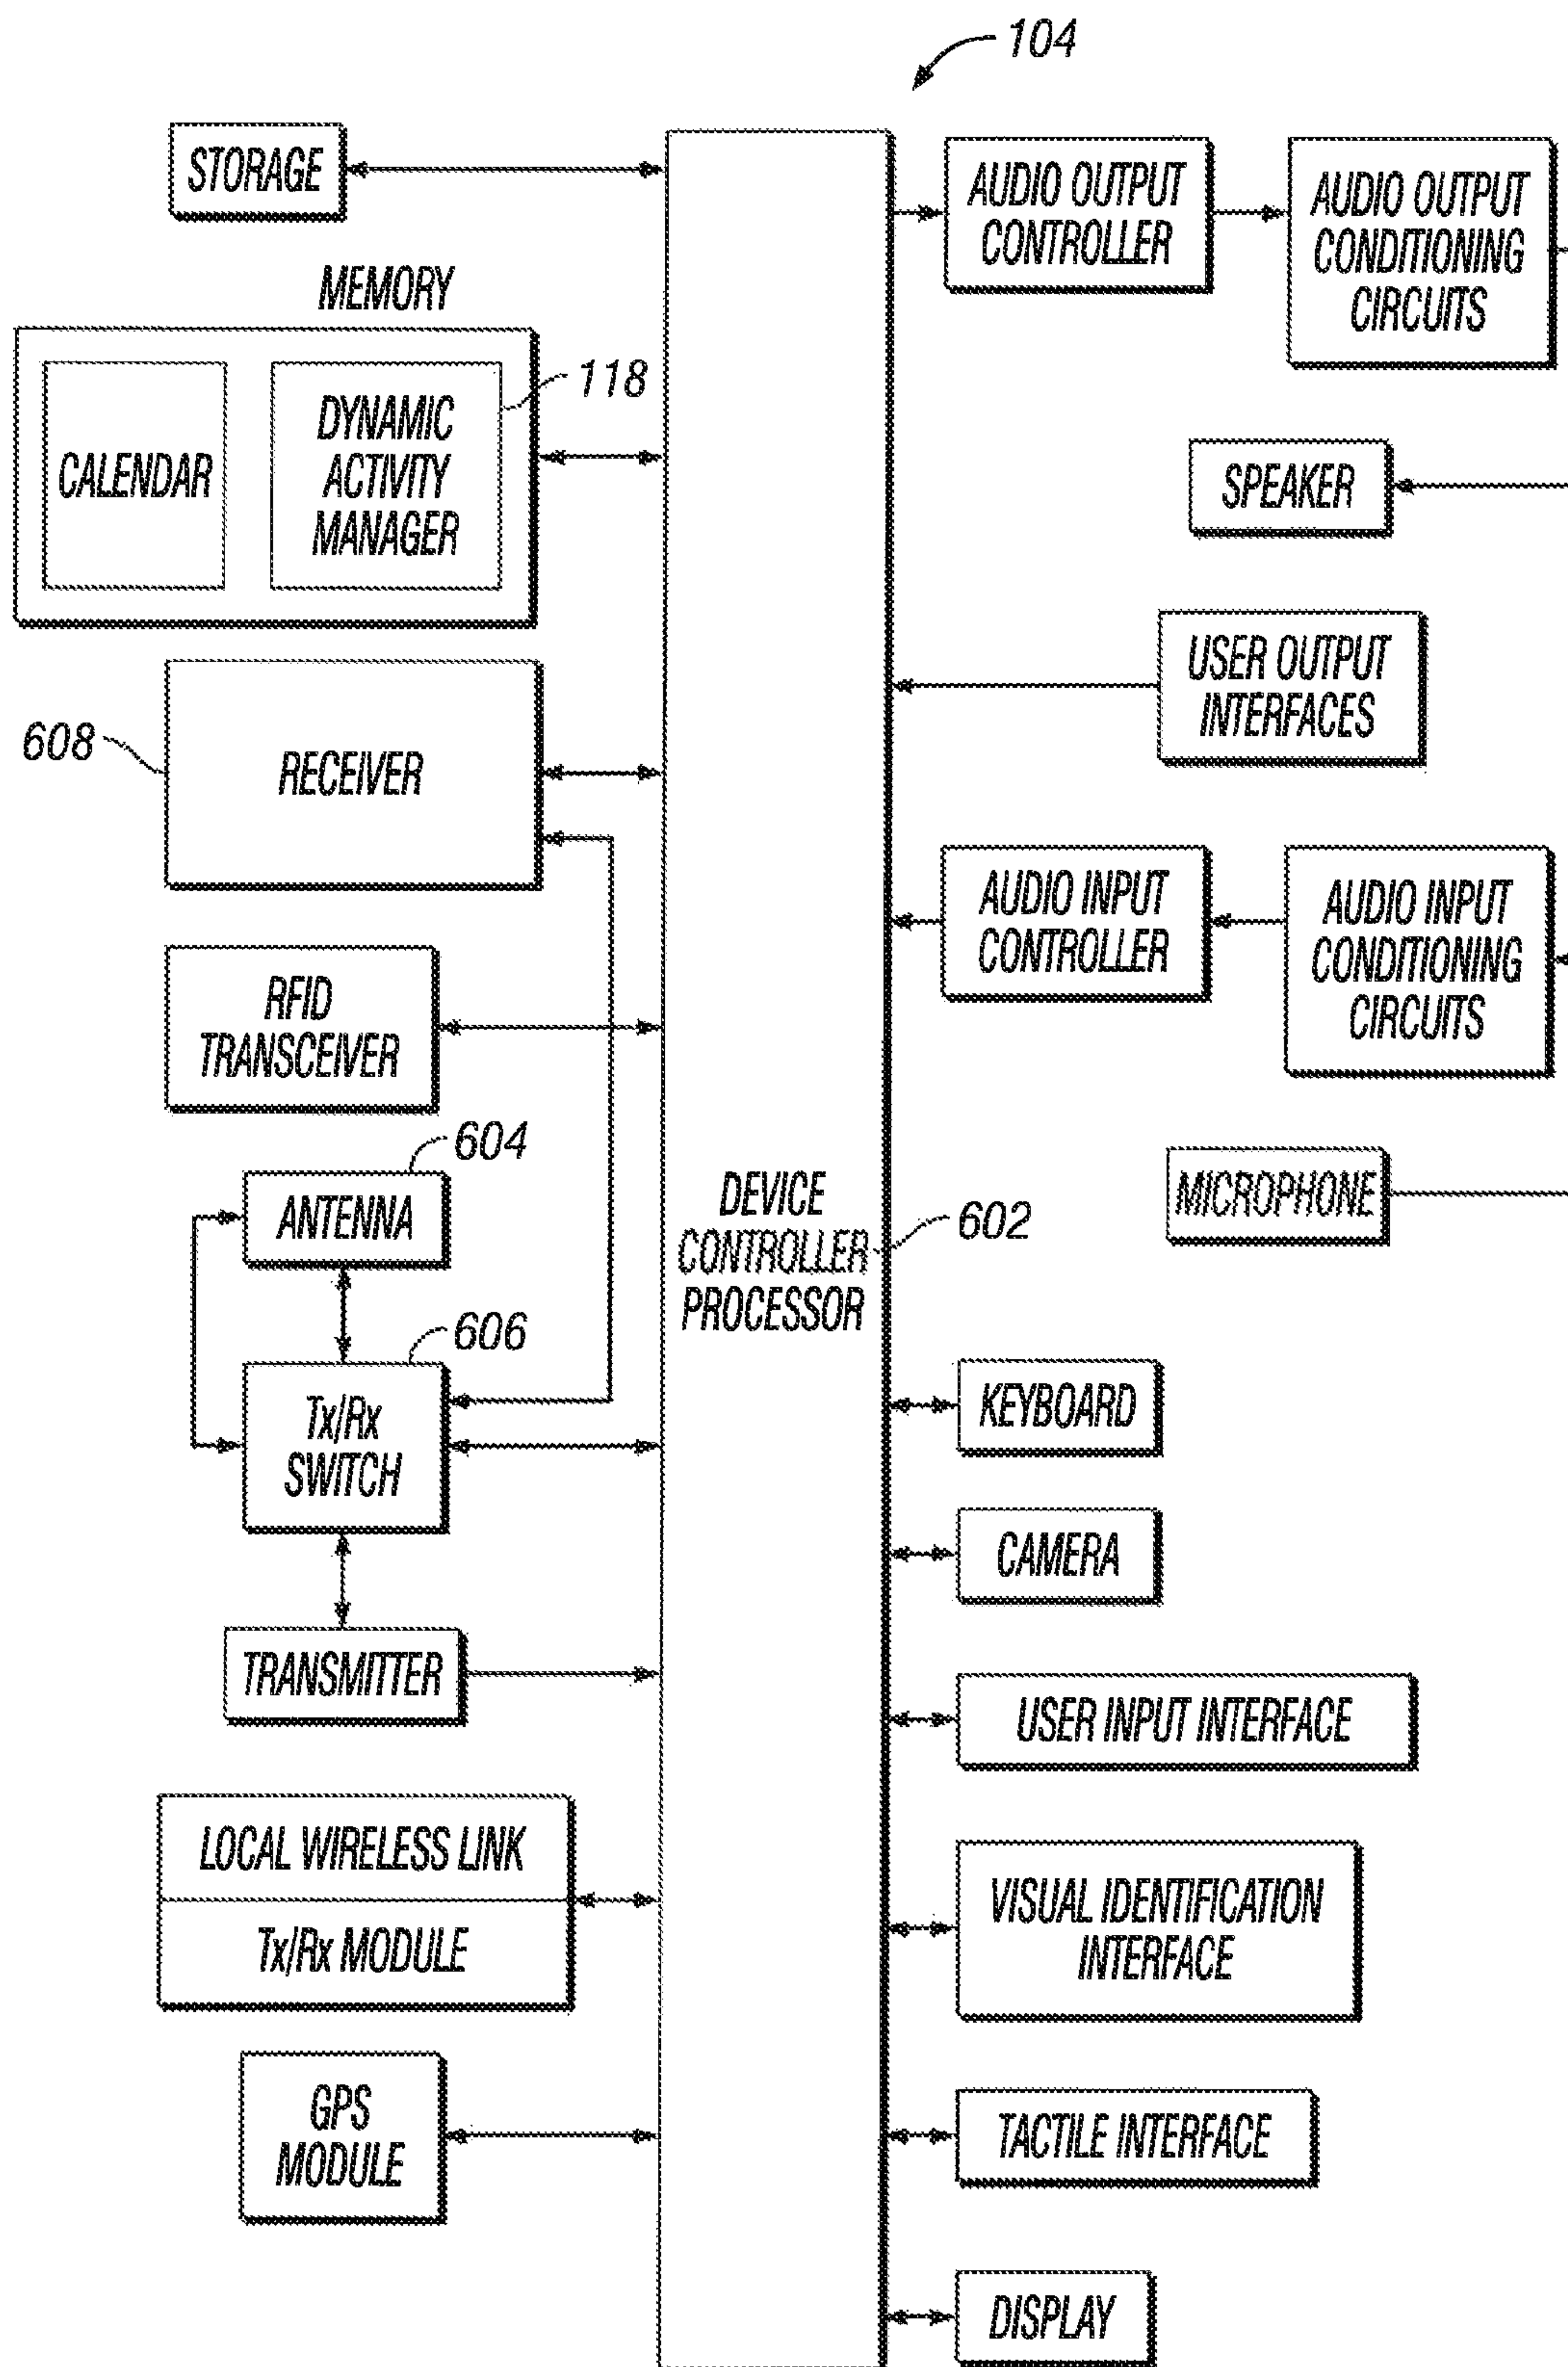 104
STORAGE
MEMORY
CALENDAR
DYNAMIC
ACTIVITY
MANAGER
118
608
RECEIVER
RFID
TRANSCEIVER
604
ANTENNA
606
Tx/Rx
SWITCH
TRANSMITTER
LOCAL WIRELESS LINK
Tx/Rx MODULE
GPS
MODULE
DEVICE
CONTROLLER
PROCESSOR
602
AUDIO OUTPUT
CONTROLLER
AUDIO OUTPUT
CONDITIONING
CIRCUITS
SPEAKER
USER OUTPUT
INTERFACES
AUDIO INPUT
CONTROLLER
AUDIO INPUT
CONDITIONING
CIRCUITS
MICROPHONE
KEYBOARD
CAMERA
USER INPUT INTERFACE
VISUAL IDENTIFICATION
INTERFACE
TACTILE INTERFACE
DISPLAY